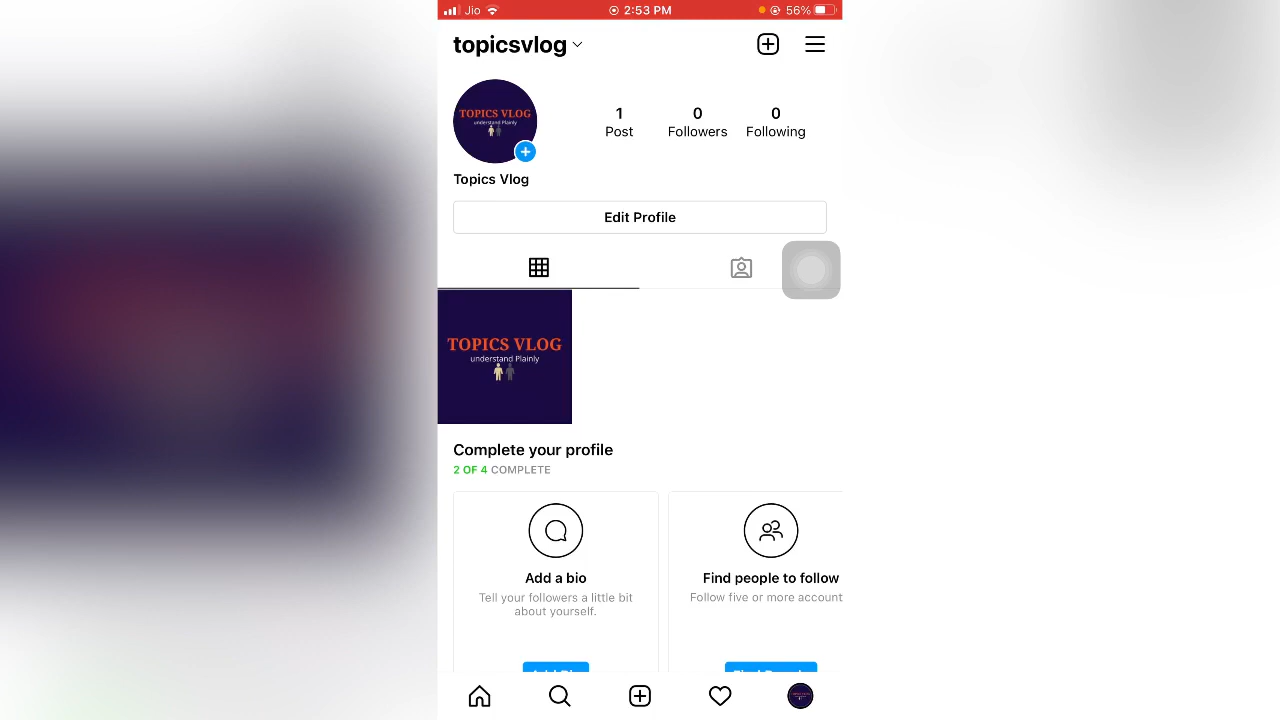 Jio 2:53 PM 56%
topicsvlog
TOPICS VLOG
understand Plainly
1 0 0
Post Followers Following
Topics Vlog
Edit Profile
TOPICS VLOG
understand Plainly
Complete your profile
2 OF 4 COMPLETE
Add a bio
Tell your followers a little bit
about yourself.
Find people to follow
Follow five or more account